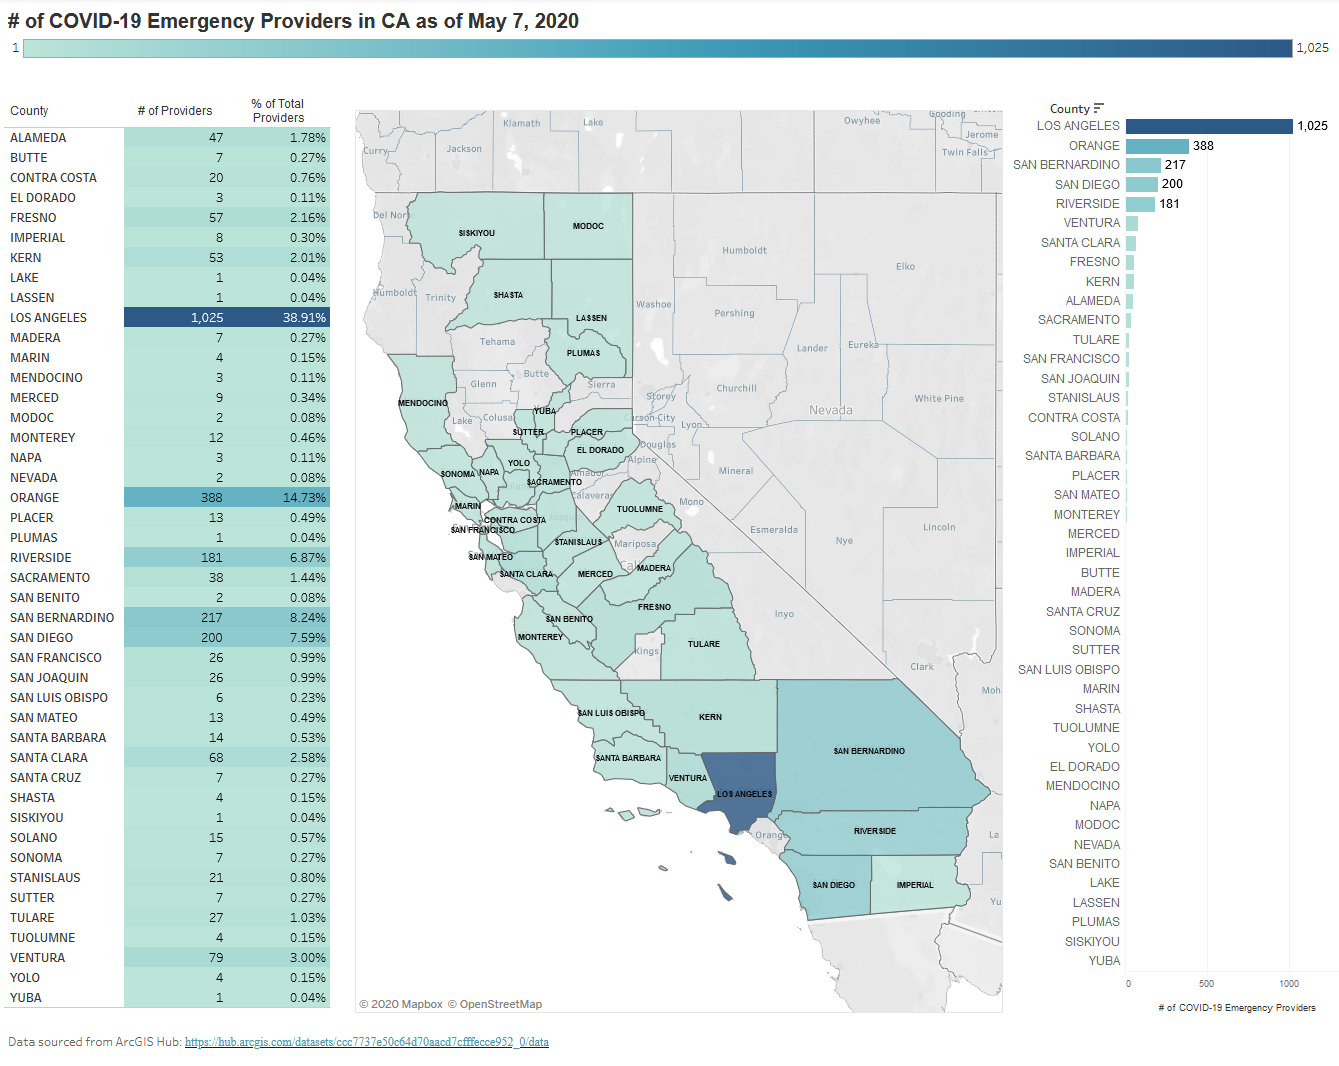 # of COVID-19 Emergency Providers in CA as of May 7, 2020
1
1,025
County # of Providers % of Total Providers
ALAMEDA 47 1.78%
BUTTE 7 0.27%
CONTRA COSTA 20 0.76%
EL DORADO 3 0.11%
FRESNO 57 2.16%
IMPERIAL 8 0.30%
KERN 53 2.01%
LAKE 1 0.04%
LASSEN 1 0.04%
LOS ANGELES 1,025 38.91%
MADERA 7 0.27%
MARIN 4 0.15%
MENDOCINO 3 0.11%
MERCED 9 0.34%
MODOC 2 0.08%
MONTEREY 12 0.46%
NAPA 3 0.11%
NEVADA 2 0.08%
ORANGE 388 14.73%
PLACER 13 0.49%
PLUMAS 1 0.04%
RIVERSIDE 181 6.87%
SACRAMENTO 38 1.44%
SAN BENITO 2 0.08%
SAN BERNARDINO 217 8.24%
SAN DIEGO 200 7.59%
SAN FRANCISCO 26 0.99%
SAN JOAQUIN 26 0.99%
SAN LUIS OBISPO 6 0.23%
SAN MATEO 13 0.49%
SANTA BARBARA 14 0.53%
SANTA CLARA 68 2.58%
SANTA CRUZ 7 0.27%
SHASTA 4 0.15%
SISKIYOU 1 0.04%
SOLANO 15 0.57%
SONOMA 7 0.27%
STANISLAUS 21 0.80%
SUTTER 7 0.27%
TULARE 27 1.03%
TUOLUMNE 4 0.15%
VENTURA 79 3.00%
YOLO 4 0.15%
YUBA 1 0.04%
Klamath
Lake
Owyhee
Gooding
Jerome
Curry
Jackson
Twin Falls
Del Nor
SISKIYOU
MODOC
Humboldt
Elko
Humboldt
Trinity
SHASTA
Washoe
Pershing
LASSEN
Tehama
Lander
Eureka
PLUMAS
Butte
Glenn
Sierra
Churchill
Storey
White Pine
MENDOCINO
YUBA
Nevada
Lake
Colusa
Carson City
Lyon
SUTTER
PLACER
Douglas
EL DORADO
Alpine
YOLO
Mineral
SONOMA
NAPA
Amador
SACRAMENTO
Calaveras
Mono
MARIN
TUOLUMNE
CONTRA COSTA
SAN FRANCISCO
Esmeralda
Lincoln
Nye
STANISLAUS
Mariposa
SAN MATEO
SANTA CLARA
MERCED
MADERA
FRESNO
Inyo
SAN BENITO
MONTEREY
TULARE
Kings
Clark
Moh
SAN LUIS OBISPO
KERN
SAN BERNARDINO
SANTA BARBARA
VENTURA
LOS ANGELES
RIVERSIDE
Orange
La
SAN DIEGO
IMPERIAL
Yu
© 2020 Mapbox © OpenStreetMap
County
LOS ANGELES 1,025
ORANGE 388
SAN BERNARDINO 217
SAN DIEGO 200
RIVERSIDE 181
VENTURA
SANTA CLARA
FRESNO
KERN
ALAMEDA
SACRAMENTO
TULARE
SAN FRANCISCO
SAN JOAQUIN
STANISLAUS
CONTRA COSTA
SOLANO
SANTA BARBARA
PLACER
SAN MATEO
MONTEREY
MERCED
IMPERIAL
BUTTE
MADERA
SANTA CRUZ
SONOMA
SUTTER
SAN LUIS OBISPO
MARIN
SHASTA
TUOLUMNE
YOLO
EL DORADO
MENDOCINO
NAPA
MODOC
NEVADA
SAN BENITO
LAKE
LASSEN
PLUMAS
SISKIYOU
YUBA
0 500 1000
# of COVID-19 Emergency Providers
Data sourced from ArcGIS Hub: https://hub.arcgis.com/datasets/ccc7737e50c64d70aacd7cfffecce952_0/data